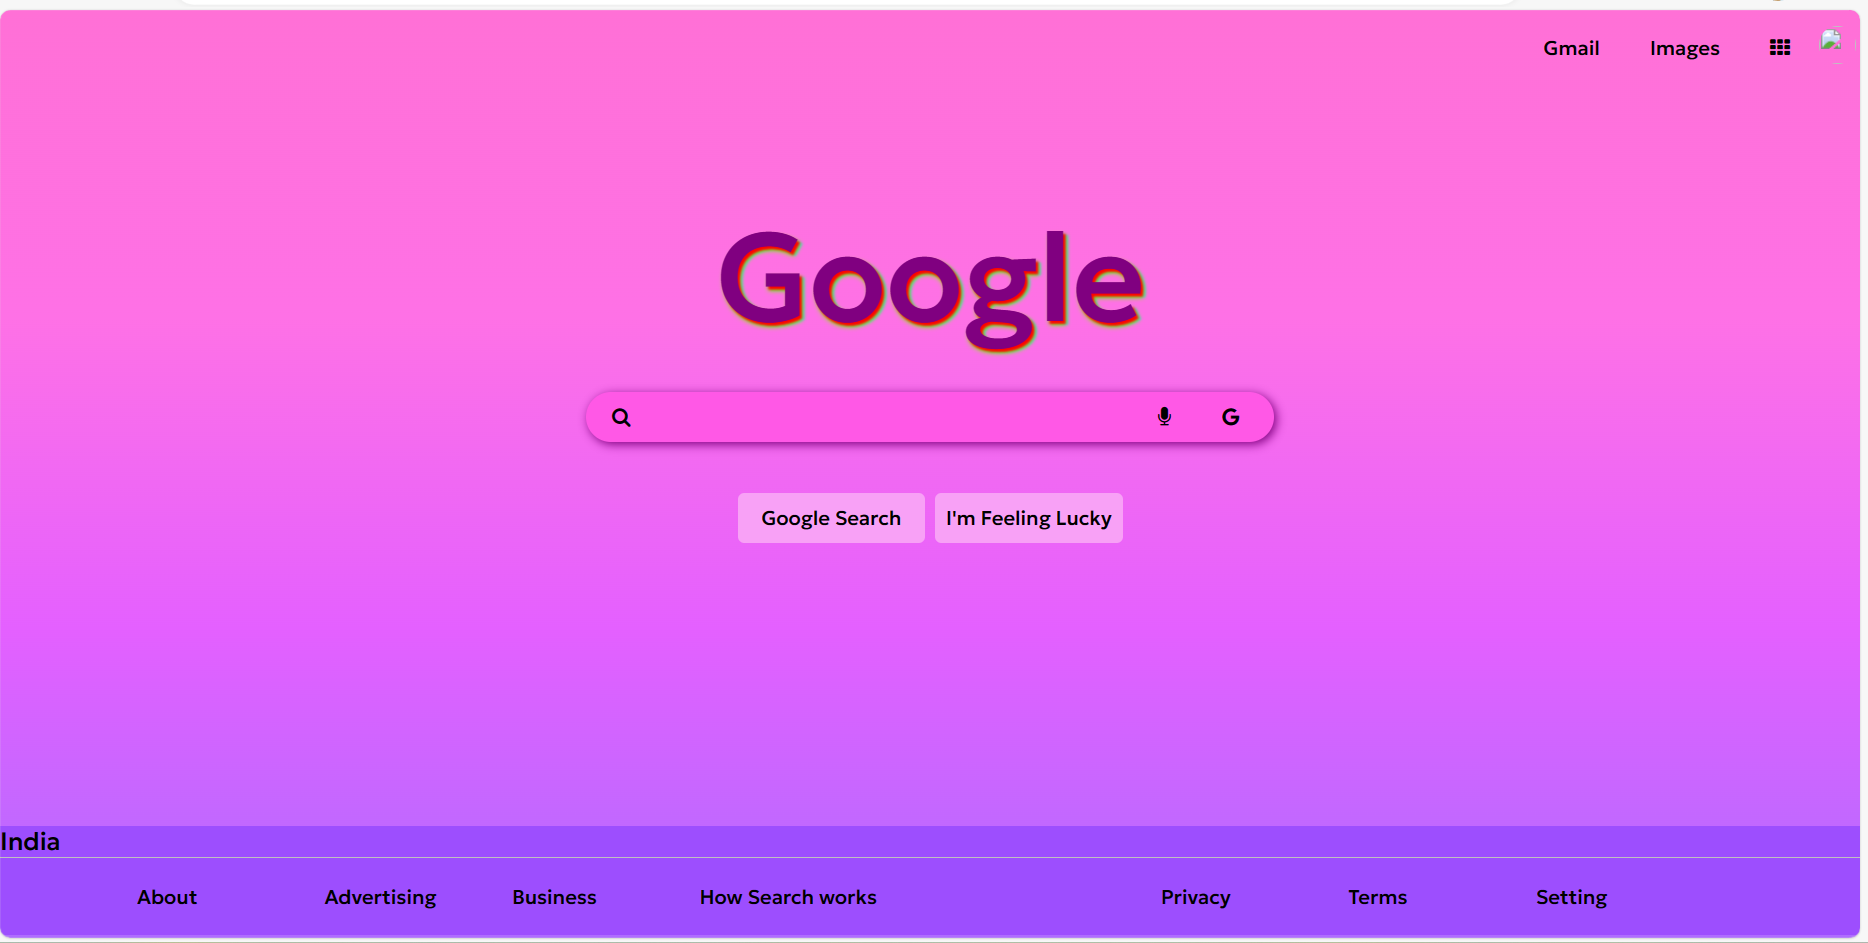 Gmail Images
Google
Google Search I'm Feeling Lucky
India
About Advertising Business How Search works Privacy Terms Setting